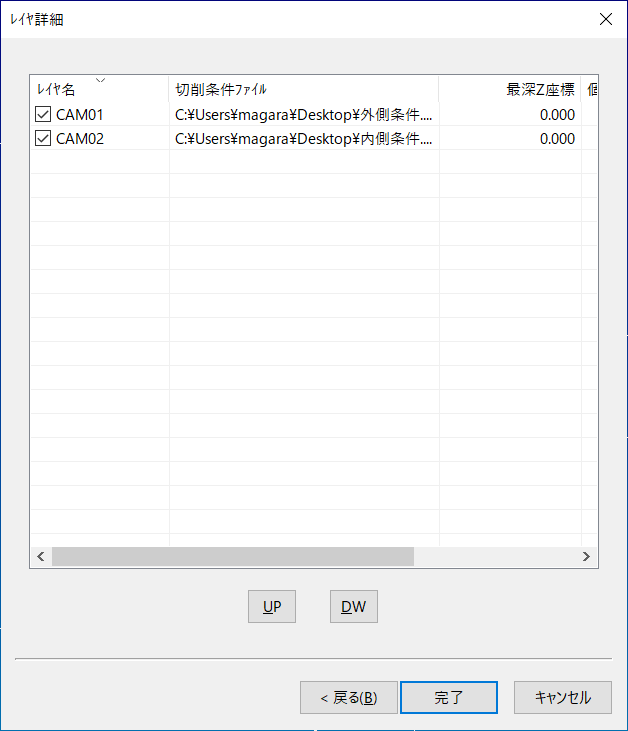 ﾚｲﾔ詳細
ﾚｲﾔ名 切削条件ﾌｧｲﾙ 最深Z座標
CAM01 C:¥Users¥magara¥Desktop¥外側条件.... 0.000
CAM02 C:¥Users¥magara¥Desktop¥内側条件.... 0.000
UP DW
< 戻る(B) 完了 キャンセル